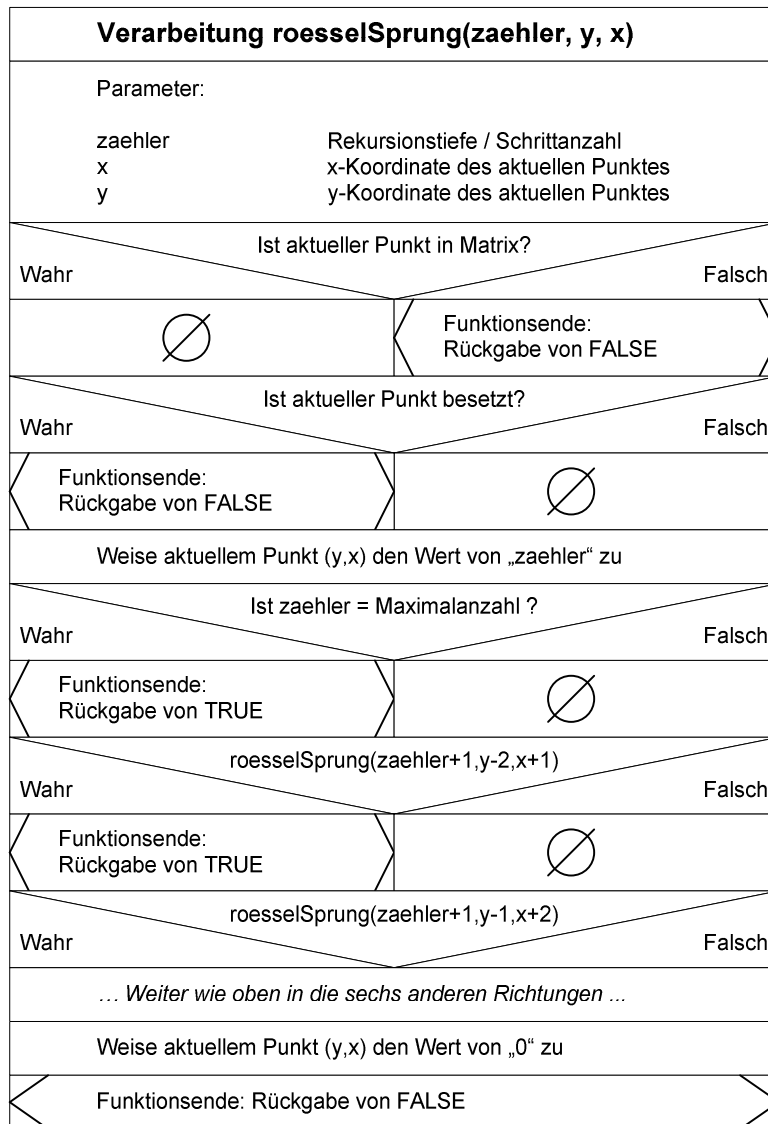 Verarbeitung roesselSprung(zaehler, y, x)
Parameter:
zaehler Rekursionstiefe / Schrittanzahl
x x-Koordinate des aktuellen Punktes
y y-Koordinate des aktuellen Punktes
Ist aktueller Punkt in Matrix?
Wahr Falsch
Funktionsende:
Rückgabe von FALSE
Ist aktueller Punkt besetzt?
Wahr Falsch
Funktionsende:
Rückgabe von FALSE
Weise aktuellem Punkt (y,x) den Wert von „zaehler“ zu
Ist zaehler = Maximalanzahl ?
Wahr Falsch
Funktionsende:
Rückgabe von TRUE
roesselSprung(zaehler+1,y-2,x+1)
Wahr Falsch
Funktionsende:
Rückgabe von TRUE
roesselSprung(zaehler+1,y-1,x+2)
Wahr Falsch
... Weiter wie oben in die sechs anderen Richtungen ...
Weise aktuellem Punkt (y,x) den Wert von „0“ zu
Funktionsende: Rückgabe von FALSE